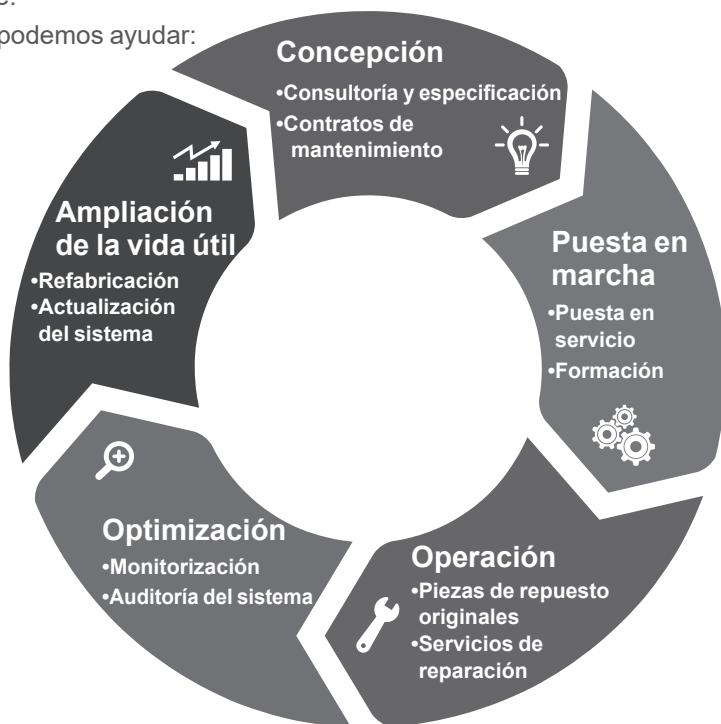 podemos ayudar:
Concepción
•Consultoría y especificación
•Contratos de
mantenimiento
Puesta en
marcha
•Puesta en
servicio
•Formación
Operación
•Piezas de repuesto
originales
•Servicios de
reparación
Optimización
•Monitorización
•Auditoría del sistema
Ampliación
de la vida útil
•Refabricación
•Actualización
del sistema